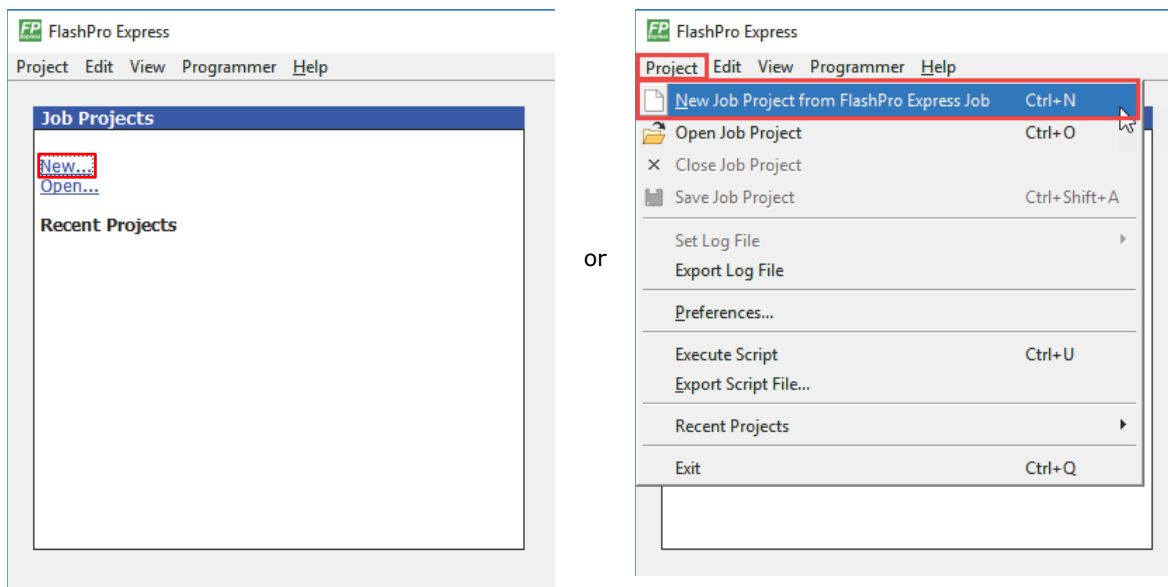 FP Express FlashPro Express
Project Edit View Programmer Help
Job Projects
New...
Open...
Recent Projects
or
FP Express FlashPro Express
Project Edit View Programmer Help
New Job Project from FlashPro Express Job Ctrl+N
Open Job Project Ctrl+O
Close Job Project
Save Job Project Ctrl+Shift+A
Set Log File
Export Log File
Preferences...
Execute Script Ctrl+U
Export Script File...
Recent Projects
Exit Ctrl+Q